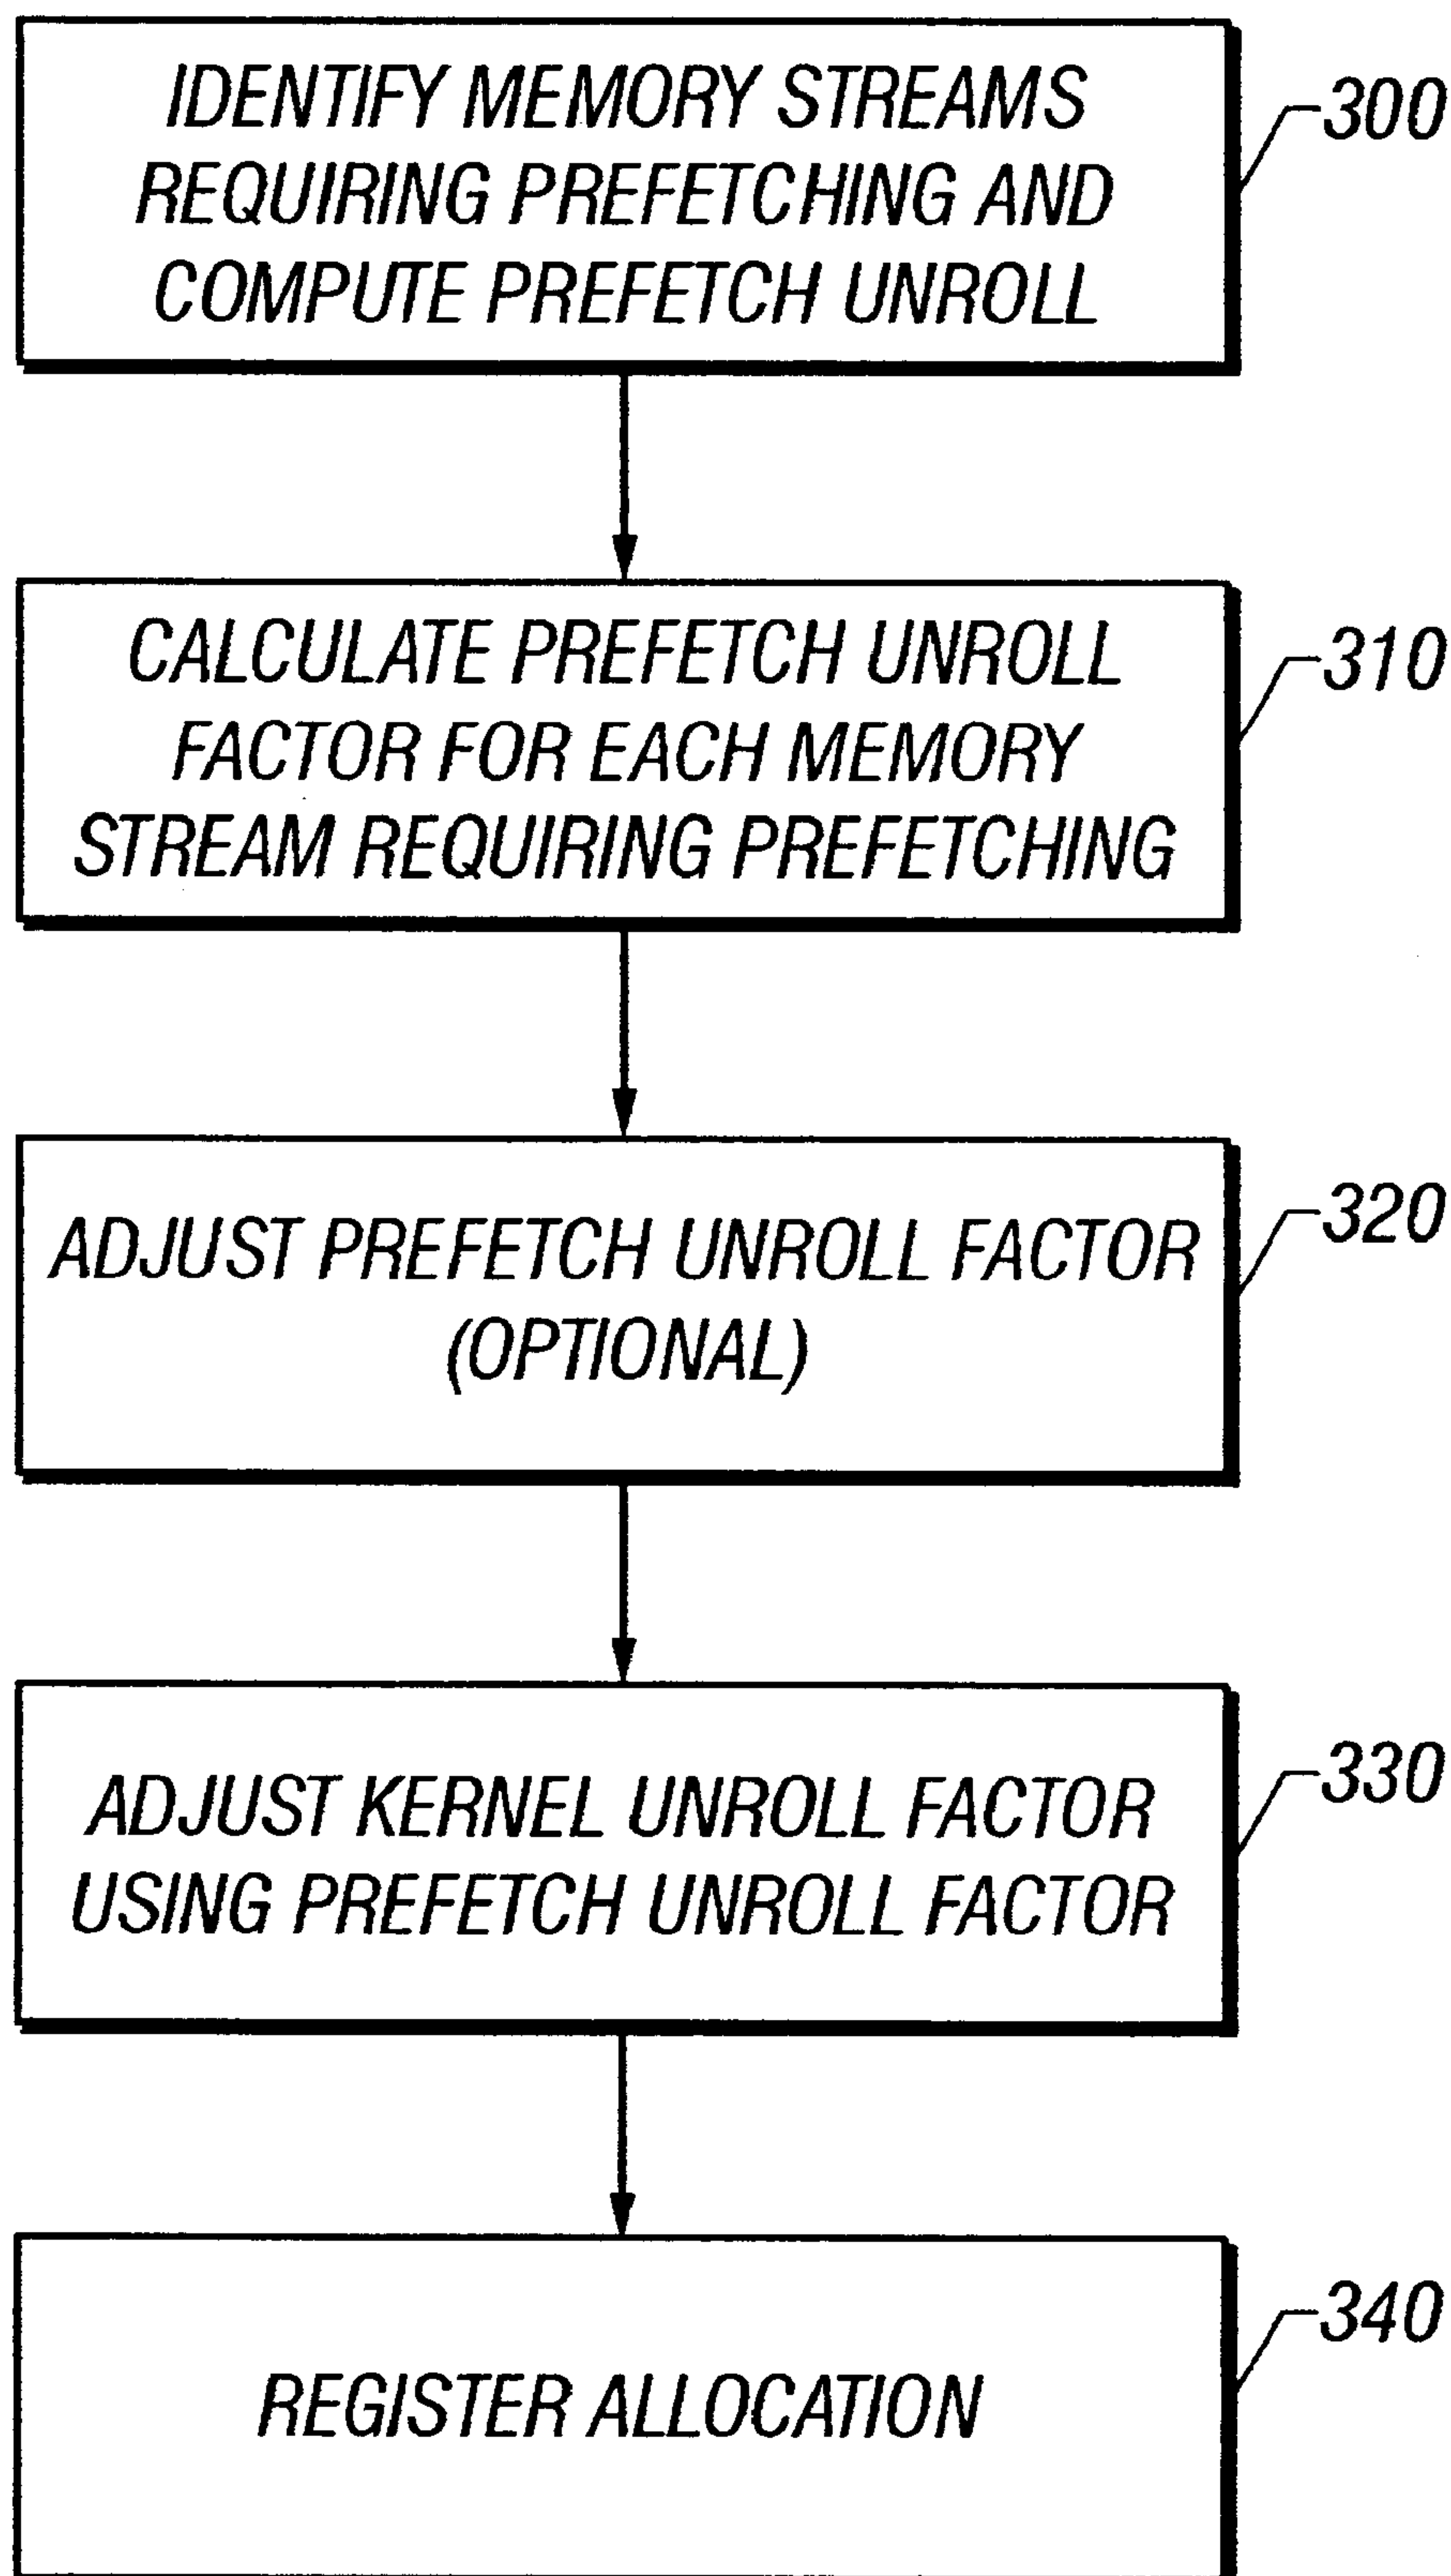 IDENTIFY MEMORY STREAMS
REQUIRING PREFETCHING AND
COMPUTE PREFETCH UNROLL
300
CALCULATE PREFETCH UNROLL
FACTOR FOR EACH MEMORY
STREAM REQUIRING PREFETCHING
310
ADJUST PREFETCH UNROLL FACTOR
(OPTIONAL)
320
ADJUST KERNEL UNROLL FACTOR
USING PREFETCH UNROLL FACTOR
330
REGISTER ALLOCATION
340